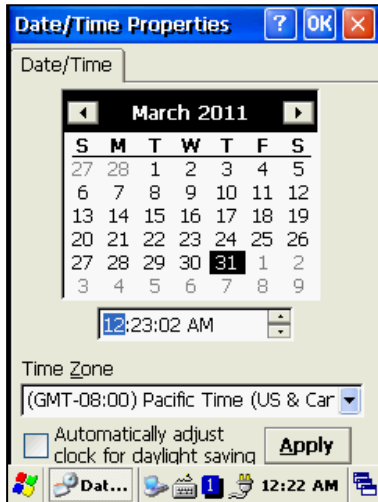 Date/Time Properties ? OK X
Date/Time
March 2011
S M T W T F S
27 28 1 2 3 4 5
6 7 8 9 10 11 12
13 14 15 16 17 18 19
20 21 22 23 24 25 26
27 28 29 30 31 1 2
3 4 5 6 7 8 9
12:23:02 AM
Time Zone
(GMT-08:00) Pacific Time (US & Car
Automatically adjust
clock for daylight saving
Apply
Dat... 1 12:22 AM